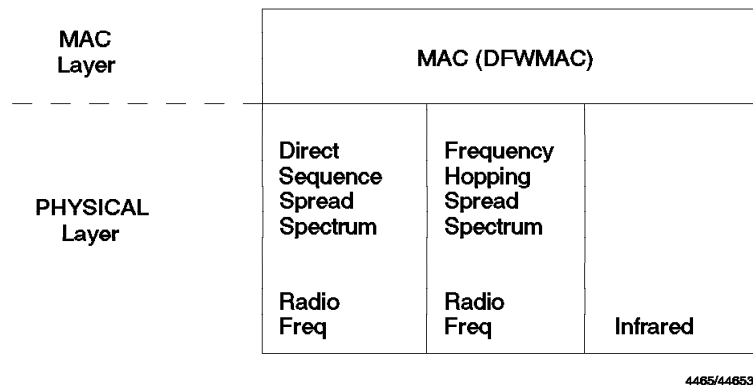 MAC
Layer
MAC (DFWMAC)
PHYSICAL
Layer
Direct
Sequence
Spread
Spectrum
Radio
Freq
Frequency
Hopping
Spread
Spectrum
Radio
Freq
Infrared
4465/44653